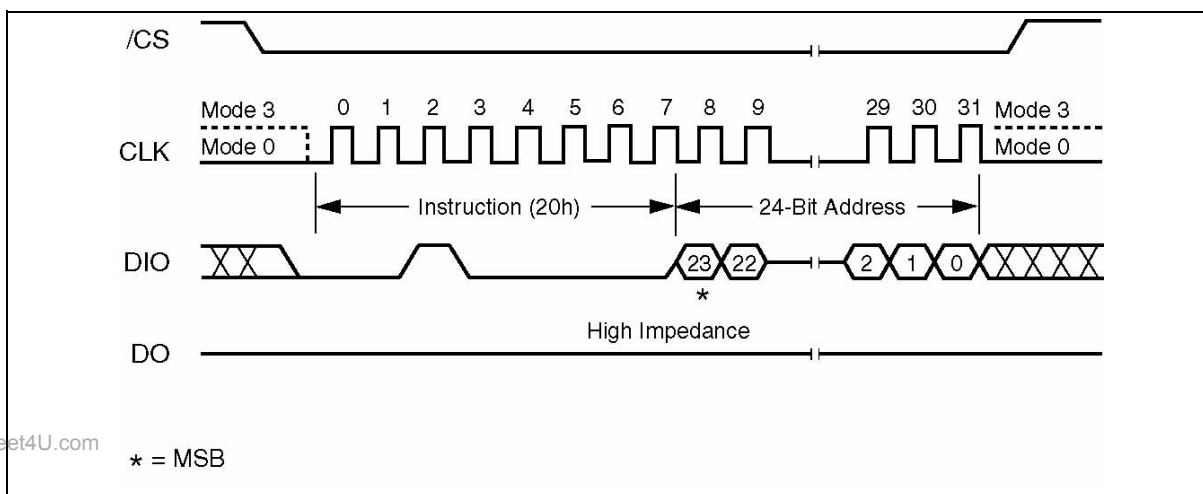 /CS
Mode 3 0 1 2 3 4 5 6 7 8 9 29 30 31 Mode 3
CLK Mode 0 Mode 0
Instruction (20h) 24-Bit Address
DIO 23 22 2 1 0
*
High Impedance
DO
eet4U.com
* = MSB